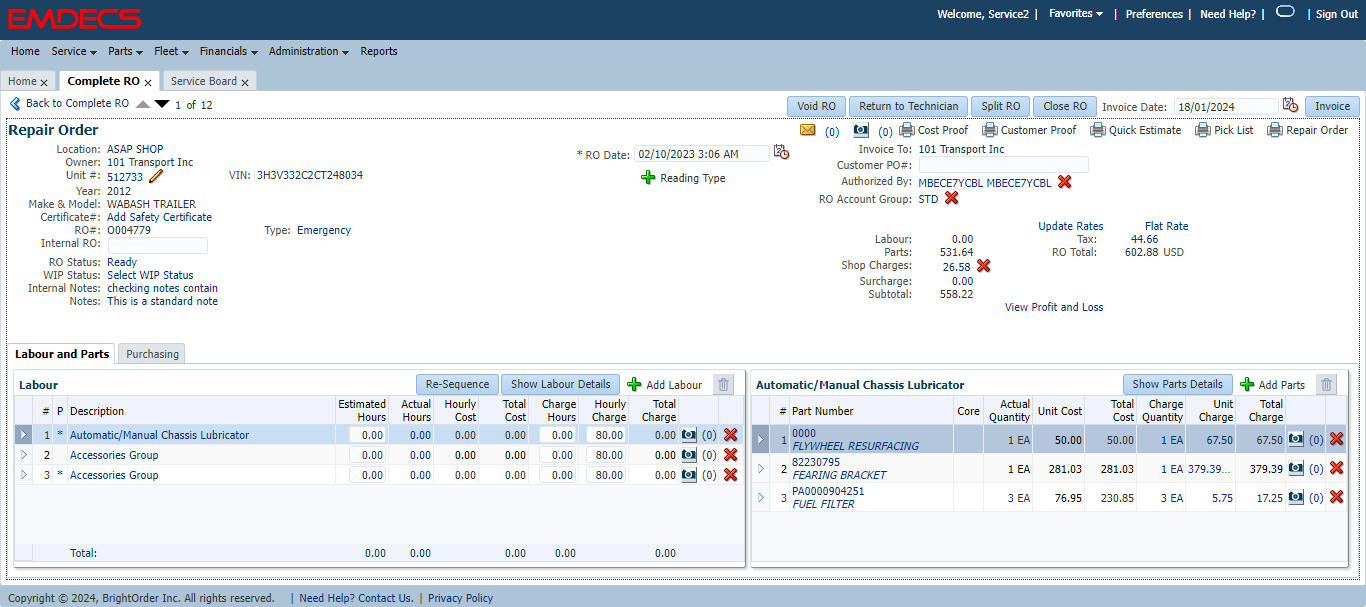 EMDECS
Welcome, Service2 | Favorites | Preferences | Need Help? | | Sign Out
Home Service Parts Fleet Financials Administration Reports
Home x Complete RO x Service Board x
Back to Complete RO 1 of 12 Void RO Return to Technician Split RO Close RO Invoice Date: 18/01/2024 Invoice
Repair Order (0) (0) Cost Proof Customer Proof Quick Estimate Pick List Repair Order
Location: ASAP SHOP * RO Date: 02/10/2023 3:06 AM Invoice To: 101 Transport Inc
Owner: 101 Transport Inc Customer PO#:
Unit #: 512733 VIN: 3H3V332C2CT248034 Reading Type Authorized By: MBECE7YCBL MBECE7YCBL
Year: 2012 RO Account Group: STD
Make & Model: WABASH TRAILER
Certificate#: Add Safety Certificate
RO#: O004779 Type: Emergency Update Rates Flat Rate
Internal RO: Labour: 0.00 Tax: 44.66
Parts: 531.64 RO Total: 602.88 USD
RO Status: Ready Shop Charges: 26.58
WIP Status: Select WIP Status Surcharge: 0.00
Internal Notes: checking notes contain Subtotal: 558.22
Notes: This is a standard note View Profit and Loss
Labour and Parts Purchasing
Labour Re-Sequence Show Labour Details Add Labour
# P Description Estimated Hours Actual Hours Hourly Cost Total Cost Charge Hours Hourly Charge Total Charge
1 * Automatic/Manual Chassis Lubricator 0.00 0.00 0.00 0.00 0.00 80.00 0.00 (0)
2 Accessories Group 0.00 0.00 0.00 0.00 0.00 80.00 0.00 (0)
3 * Accessories Group 0.00 0.00 0.00 0.00 0.00 80.00 0.00 (0)
Total: 0.00 0.00 0.00 0.00 0.00
Automatic/Manual Chassis Lubricator Show Parts Details Add Parts
# Part Number Core Actual Quantity Unit Cost Total Cost Charge Quantity Unit Charge Total Charge
1 0000 1 EA 50.00 50.00 1 EA 67.50 67.50 (0)
FLYWHEEL RESURFACING
2 82230795 1 EA 281.03 281.03 1 EA 379.39... 379.39 (0)
FEARING BRACKET
3 PA0000904251 3 EA 76.95 230.85 3 EA 5.75 17.25 (0)
FUEL FILTER
Copyright © 2024, BrightOrder Inc. All rights reserved. | Need Help? Contact Us. | Privacy Policy